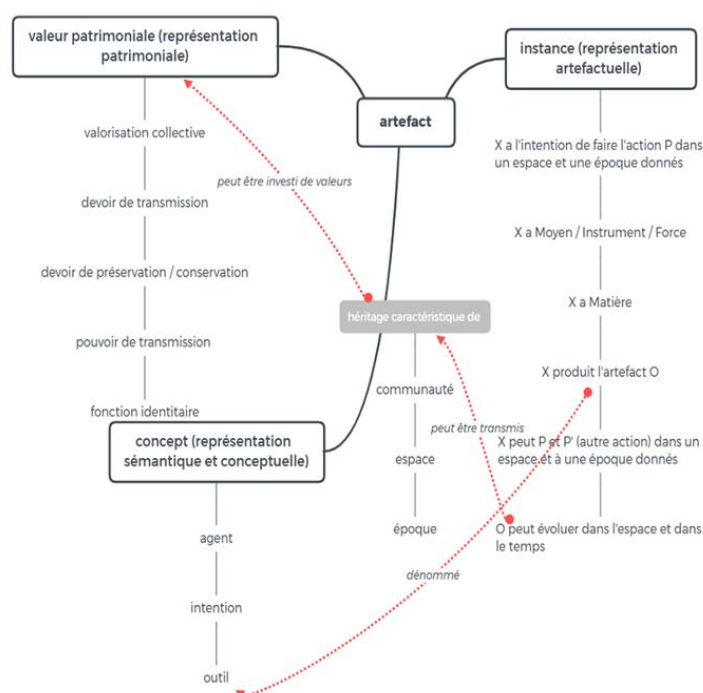 valeur patrimoniale (représentation
patrimoniale)
valorisation collective
devoir de transmission
devoir de préservation / conservation
pouvoir de transmission
fonction identitaire
artefact
instance (représentation
artefactuelle)
X a l'intention de faire l'action P dans
un espace et une époque donnés
X a Moyen / Instrument / Force
X a Matière
X produit l'artefact O
X peut P et P' (autre action) dans un
espace et à une époque donnés
O peut évoluer dans l'espace et dans
le temps
peut être investi de valeurs
héritage caractéristique de
communauté
espace
époque
peut être transmis
concept (représentation
sémantique et conceptuelle)
agent
intention
outil
dénommé